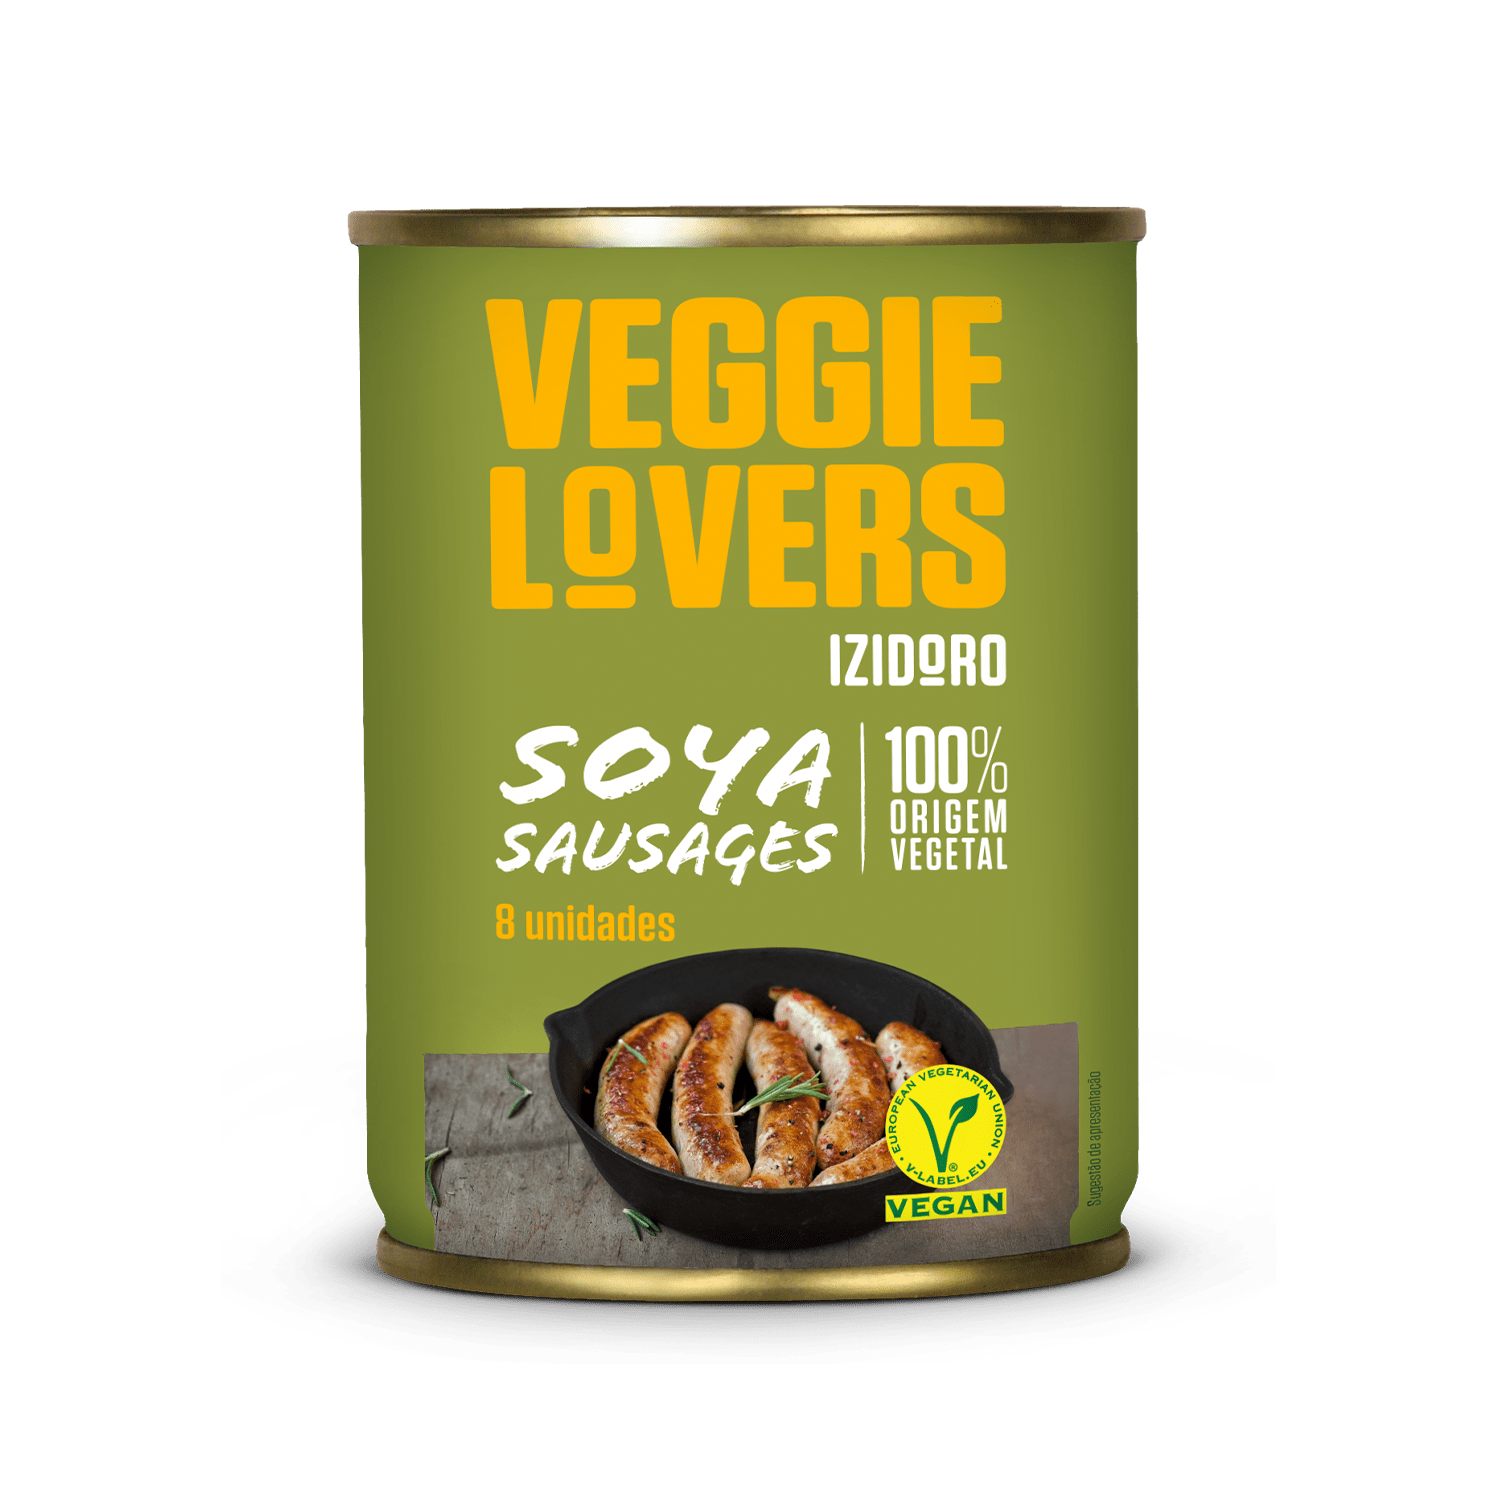 VEGGIE
LOVERS
IZIDORO
SOYA
SAUSAGES
100%
ORIGEM
VEGETAL
8 unidades
• EUROPEAN VEGETARIAN UNION •
V-LABEL.EU
®
VEGAN
Sugestão de apresentação